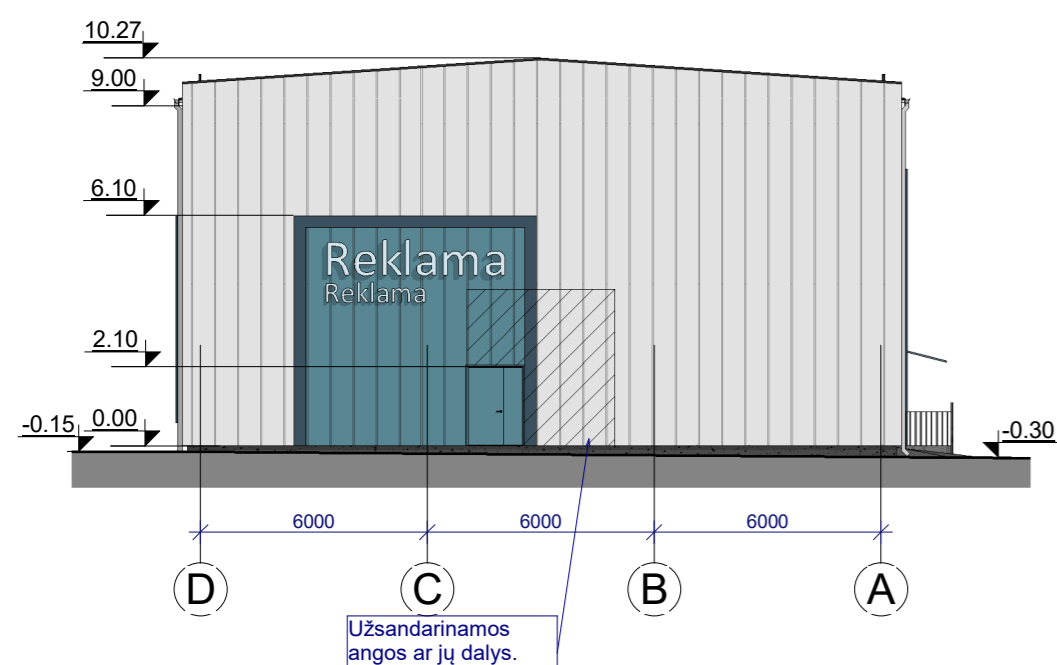 10.27
9.00
6.10
Reklama
Reklama
2.10
-0.15
0.00
-0.30
6000
6000
6000
D
C
B
A
Užsandarinamos
angos ar jų dalys.